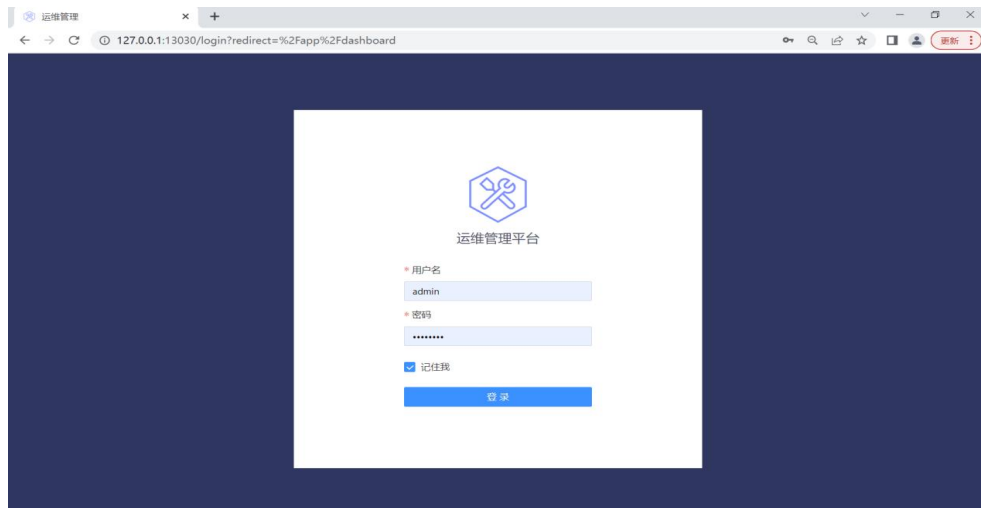 运维管理
127.0.0.1:13030/login?redirect=%2Fapp%2Fdashboard
更新
运维管理平台
* 用户名
admin
* 密码
••••••••
记住我
登 录